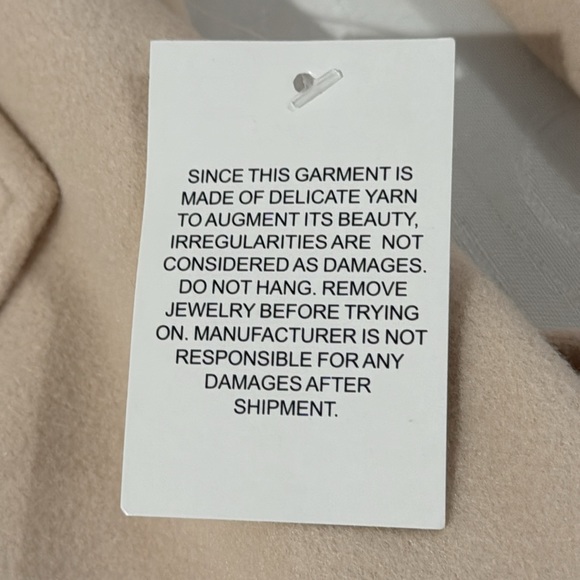 SINCE THIS GARMENT IS
MADE OF DELICATE YARN
TO AUGMENT ITS BEAUTY,
IRREGULARITIES ARE NOT
CONSIDERED AS DAMAGES.
DO NOT HANG. REMOVE
JEWELRY BEFORE TRYING
ON. MANUFACTURER IS NOT
RESPONSIBLE FOR ANY
DAMAGES AFTER
SHIPMENT.